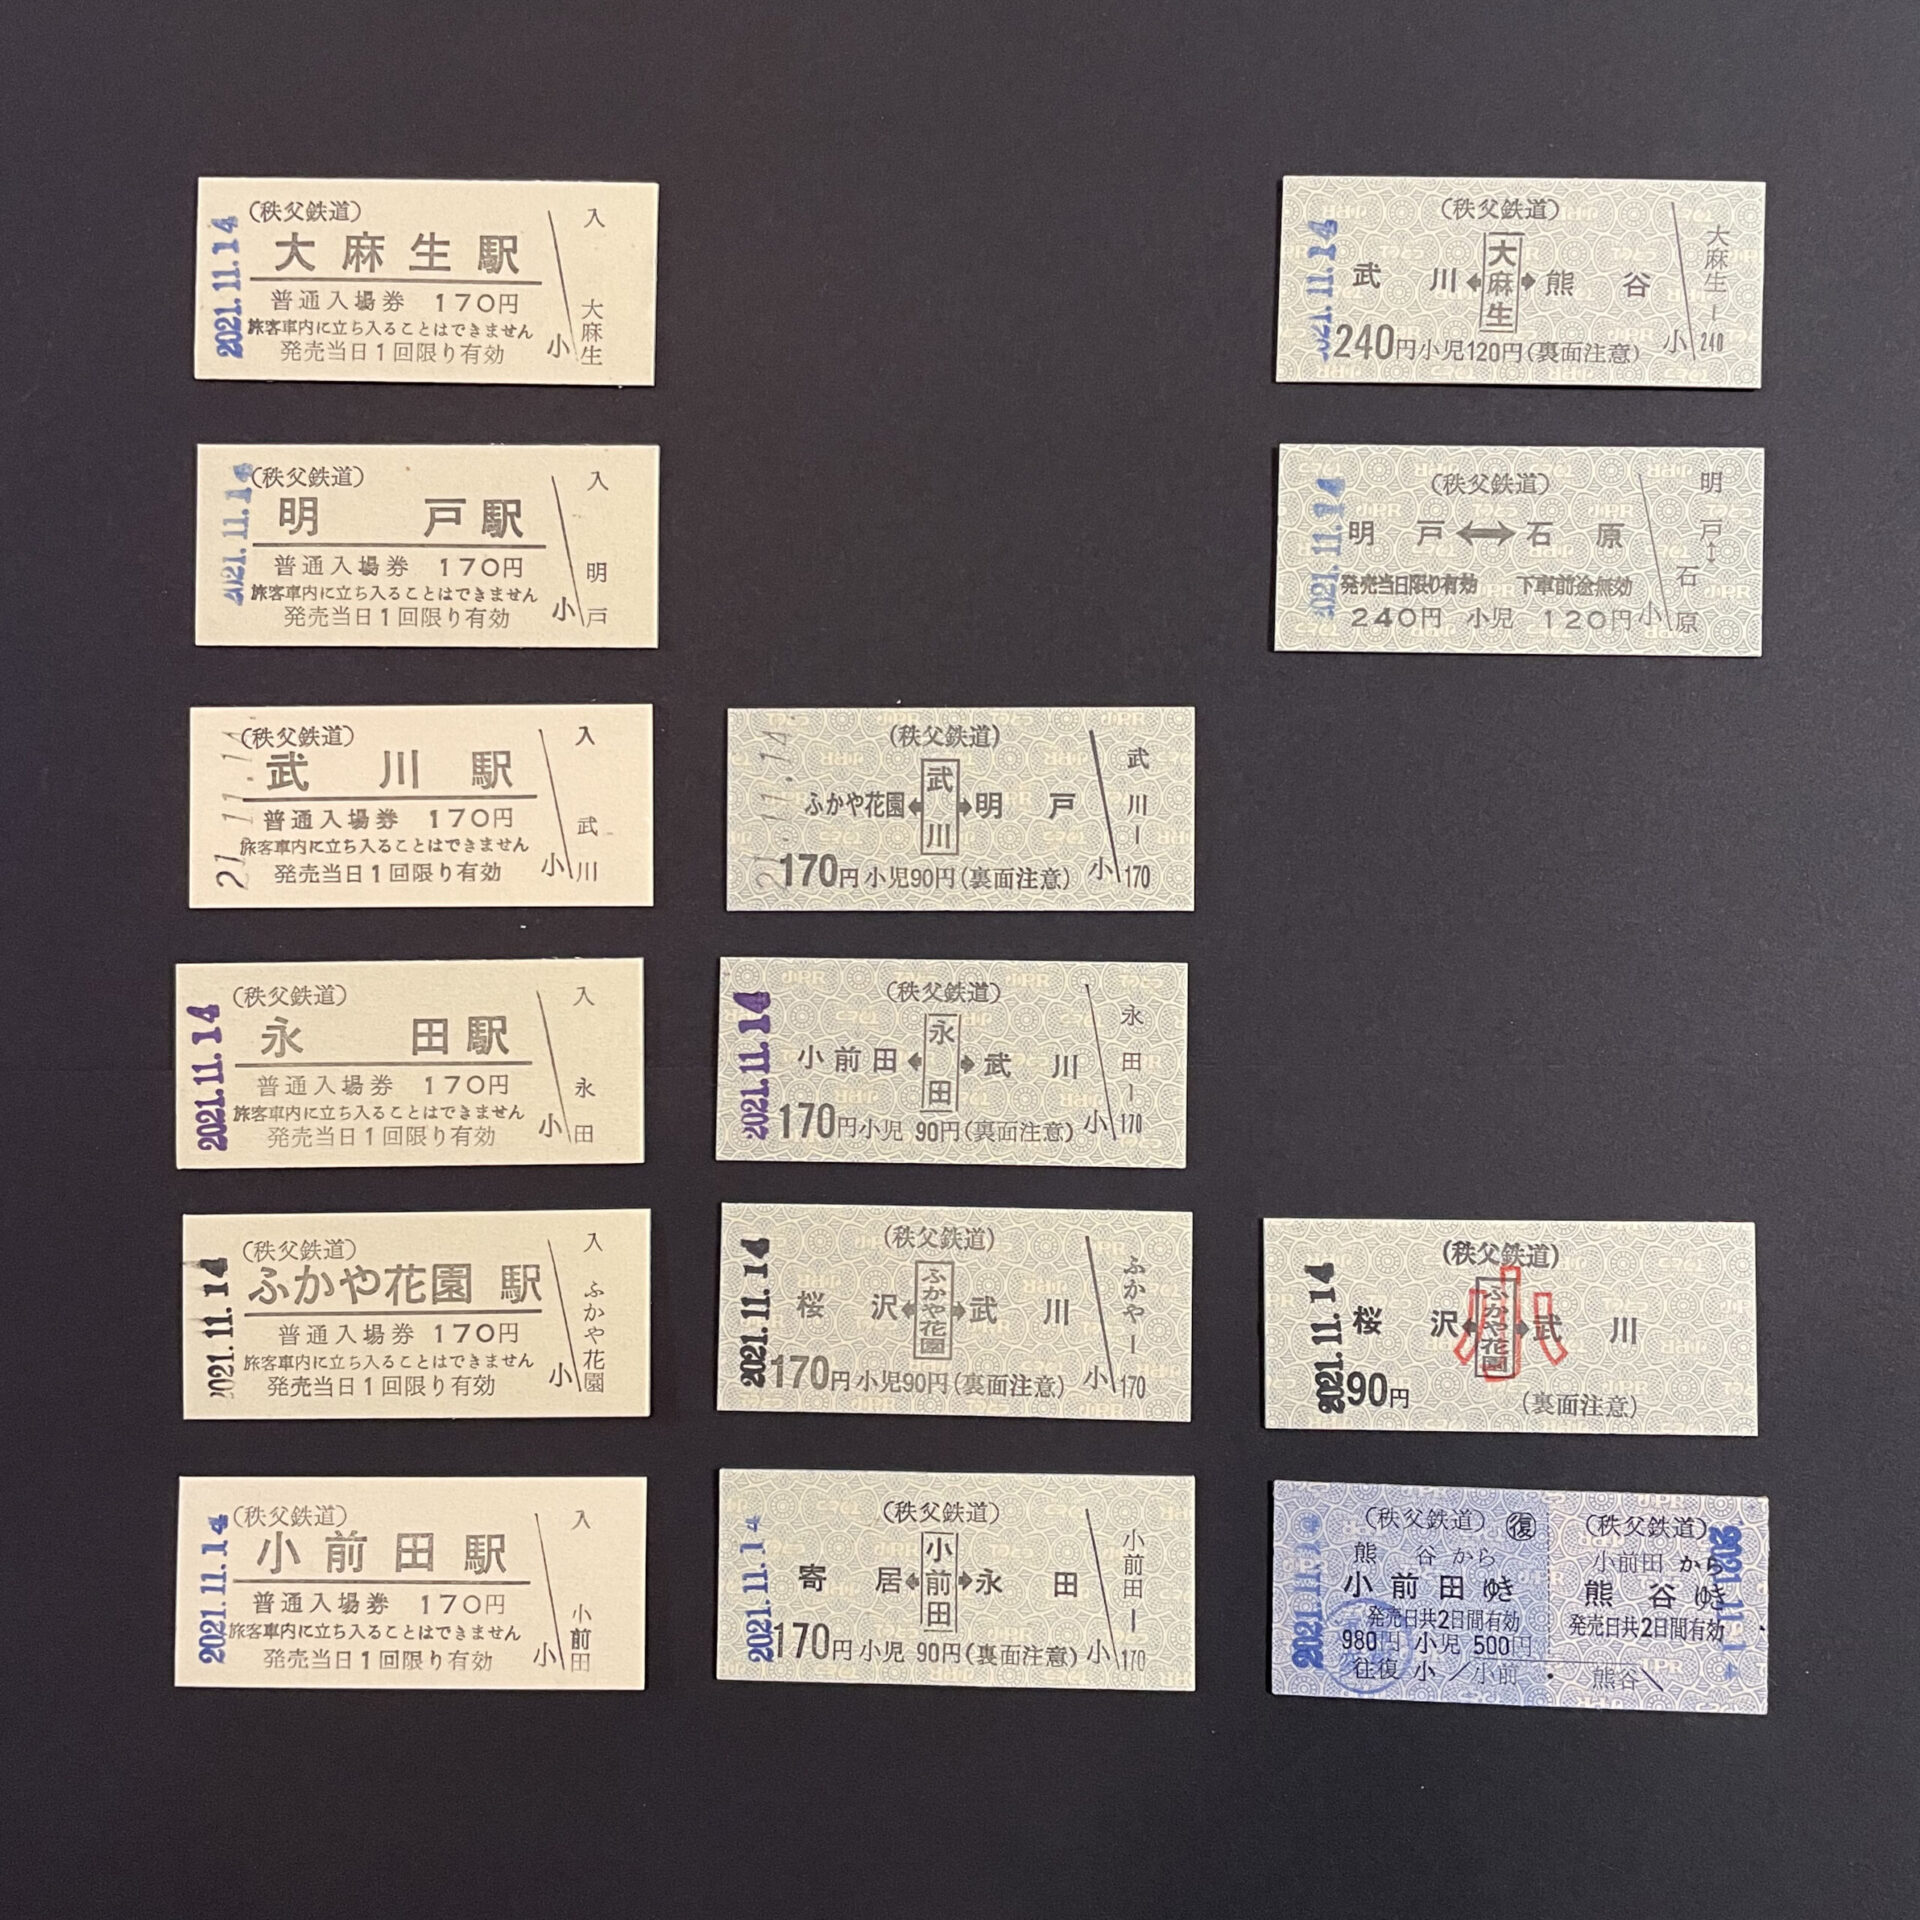 (秩父鉄道)
入
大麻生駅
2021.11.14
普通入場券 170円
旅客車内に立ち入ることはできません
発売当日1回限り有効
小
大麻生
(秩父鉄道)
大麻生
武川
大麻生
熊谷
240円小児120円(裏面注意)
小
240
(秩父鉄道)
入
明戸駅
普通入場券 170円
旅客車内に立ち入ることはできません
発売当日1回限り有効
小
明戸
(秩父鉄道)
明戸↔石原
明戸↔石原
発売当日限り有効 下車前途無効
240円 小児 120円
小
(秩父鉄道)
入
武川駅
21.11.14
普通入場券 170円
旅客車内に立ち入ることはできません
発売当日1回限り有効
小
武川
(秩父鉄道)
武川
21.11.14
ふかや花園
武川
明戸
170円小児90円(裏面注意)
小
170
(秩父鉄道)
入
永田駅
2021.11.14
普通入場券 170円
旅客車内に立ち入ることはできません
発売当日1回限り有効
小
永田
(秩父鉄道)
永田
2021.11.14
小前田
永田
武川
170円小児 90円(裏面注意)
小
170
(秩父鉄道)
入
ふかや花園駅
普通入場券 170円
旅客車内に立ち入ることはできません
発売当日1回限り有効
小
ふかや花園
(秩父鉄道)
ふかや
2021.11.14
桜沢
ふかや花園
武川
170円小児90円(裏面注意)
小
170
(秩父鉄道)
2021.11.14
桜沢
ふかや花園
武川
小
90円
(裏面注意)
(秩父鉄道)
入
小前田駅
2021.11.14
普通入場券 170円
旅客車内に立ち入ることはできません
発売当日1回限り有効
小
小前田
(秩父鉄道)
小前田
2021.11.14
寄居
小前田
永田
170円小児 90円(裏面注意)
小
170
(秩父鉄道) 復
熊谷から
小前田ゆき
発売日共2日間有効
980円 小児 500円
往復 小 小前・熊谷
2021.11.14
(秩父鉄道)
小前田から
熊谷ゆき
発売日共2日間有効